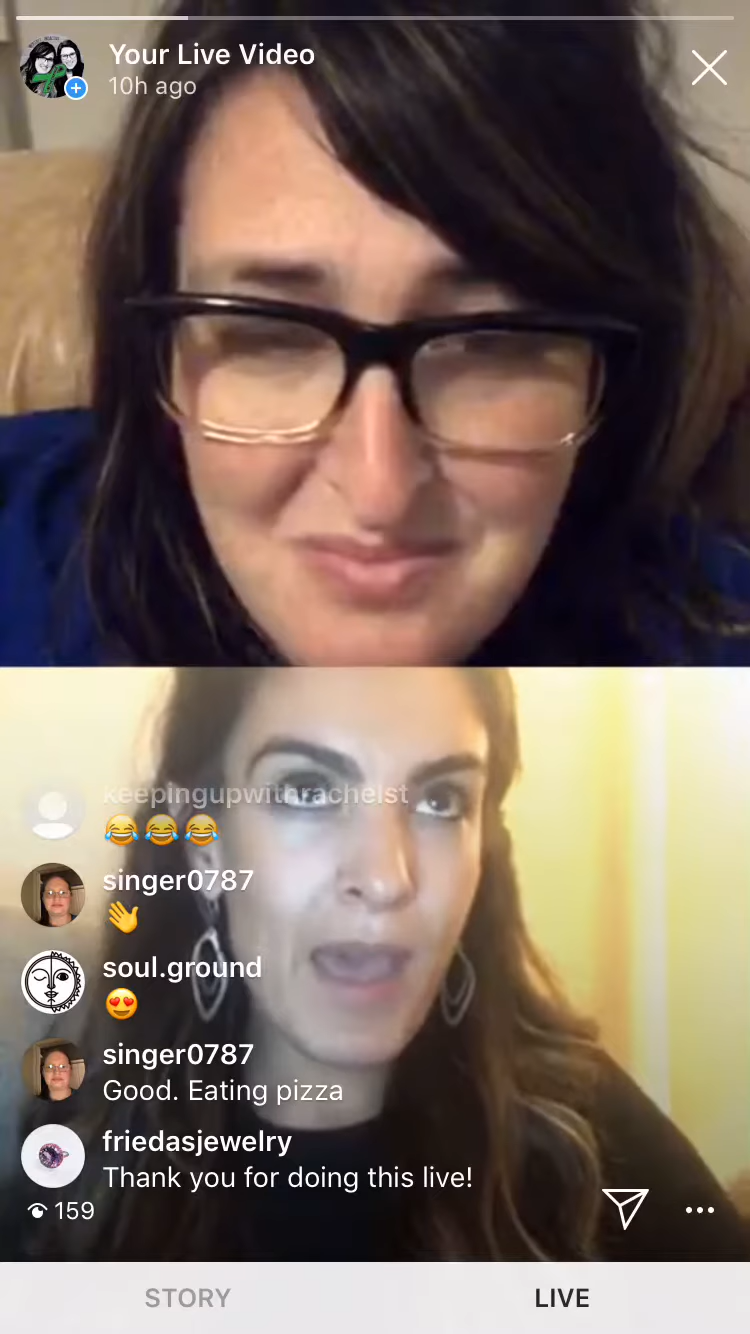 Your Live Video
10h ago
keepingupwithrachelst
😂😂😂
singer0787
👋
soul.ground
😍
singer0787
Good. Eating pizza
friedasjewelry
Thank you for doing this live!
159
STORY
LIVE